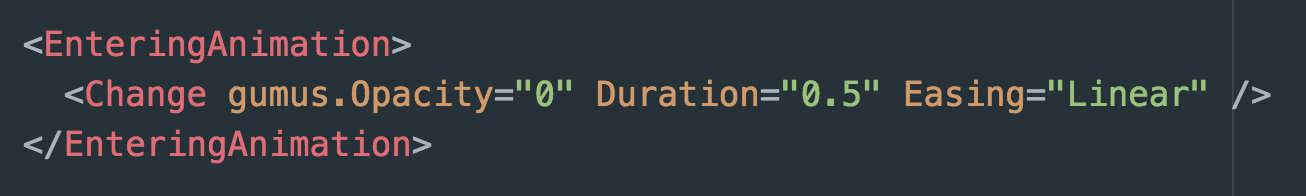 <EnteringAnimation>
<Change gumus.Opacity="0" Duration="0.5" Easing="Linear" />
</EnteringAnimation>